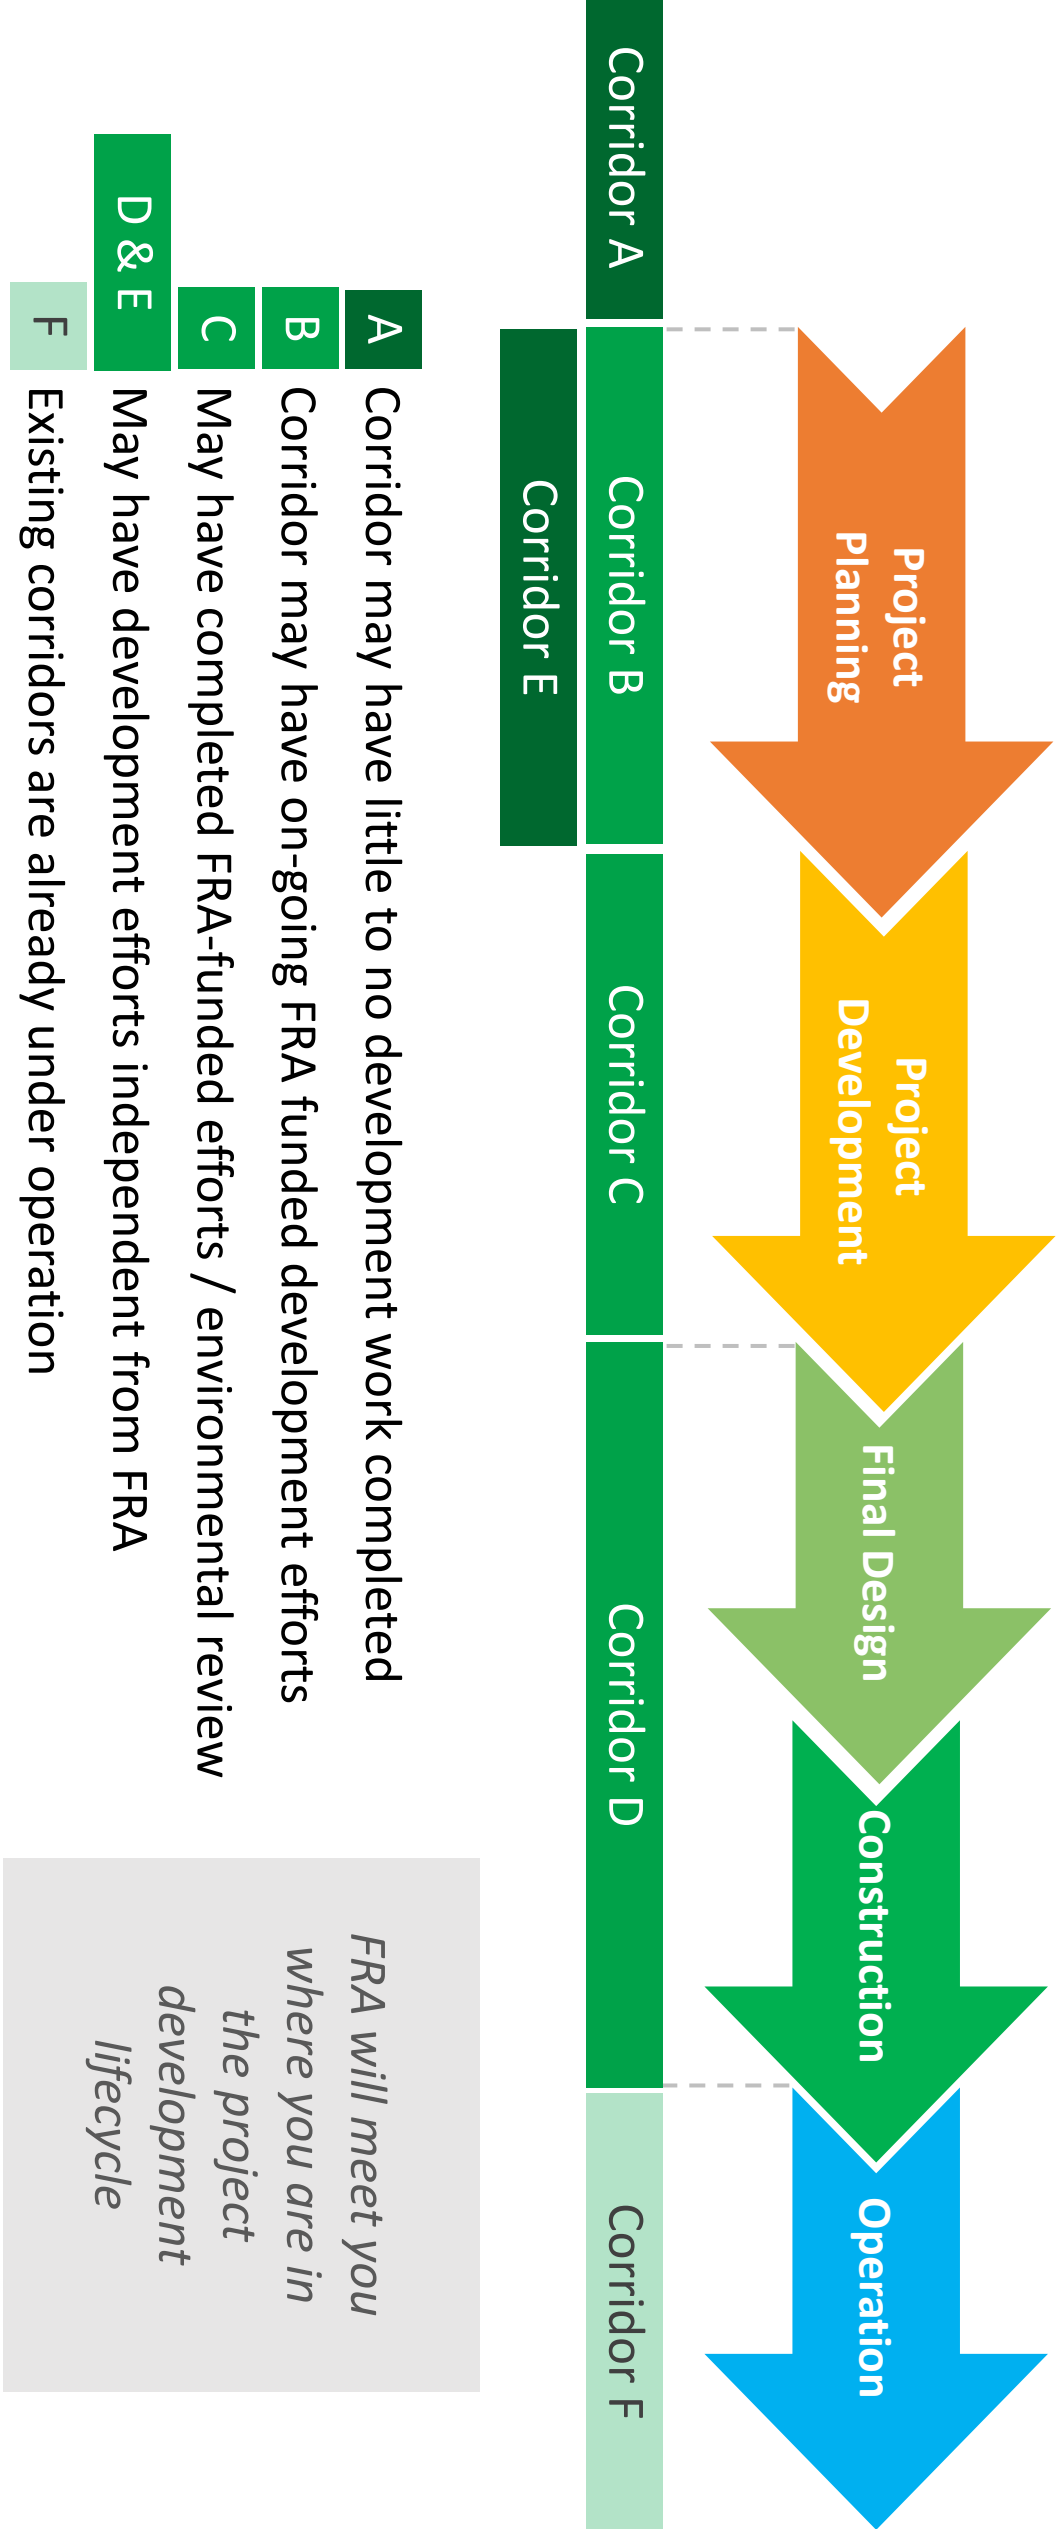 Project
Planning
Project
Development
Final Design
Construction
Operation
Corridor A
Corridor B
Corridor C
Corridor D
Corridor F
Corridor E
A Corridor may have little to no development work completed
B Corridor may have on-going FRA funded development efforts
C May have completed FRA-funded efforts / environmental review
D & E May have development efforts independent from FRA
F Existing corridors are already under operation
FRA will meet you
where you are in
the project
development
lifecycle